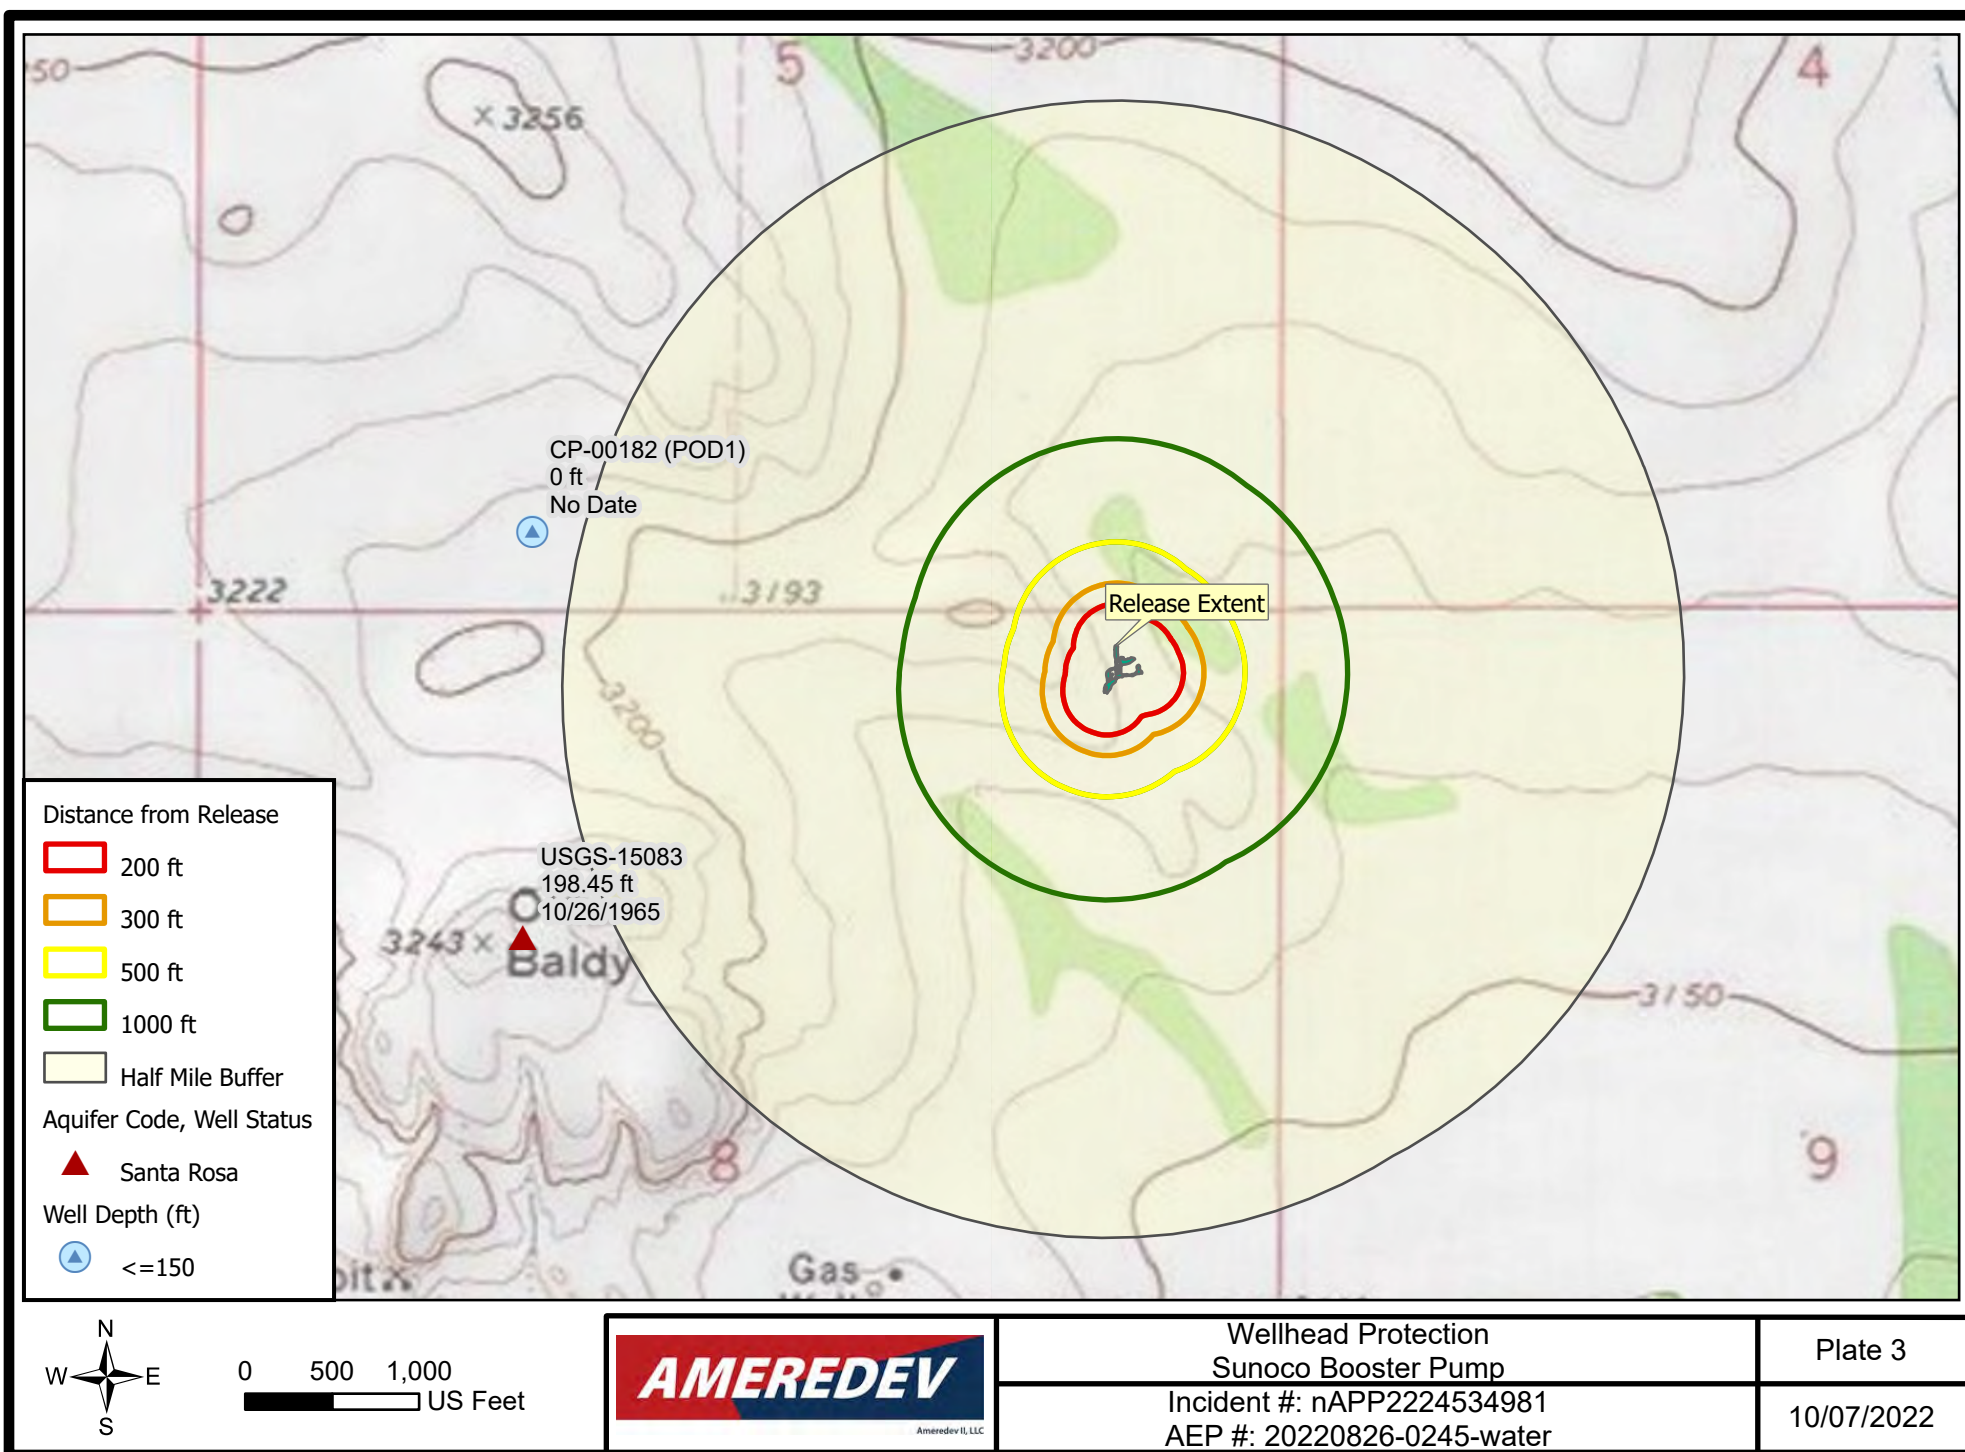 50
5
3200
4
3256
CP-00182 (POD1)
0 ft
No Date
3222
3193
Release Extent
3200
USGS-15083
198.45 ft
10/26/1965
3243
Baldy
3150
8
9
Gas
Distance from Release
200 ft
300 ft
500 ft
1000 ft
Half Mile Buffer
Aquifer Code, Well Status
Santa Rosa
Well Depth (ft)
<=150
N
W E
S
0 500 1,000
US Feet
AMEREDEV
Ameredev II, LLC
Wellhead Protection
Sunoco Booster Pump
Incident #: nAPP2224534981
AEP #: 20220826-0245-water
Plate 3
10/07/2022